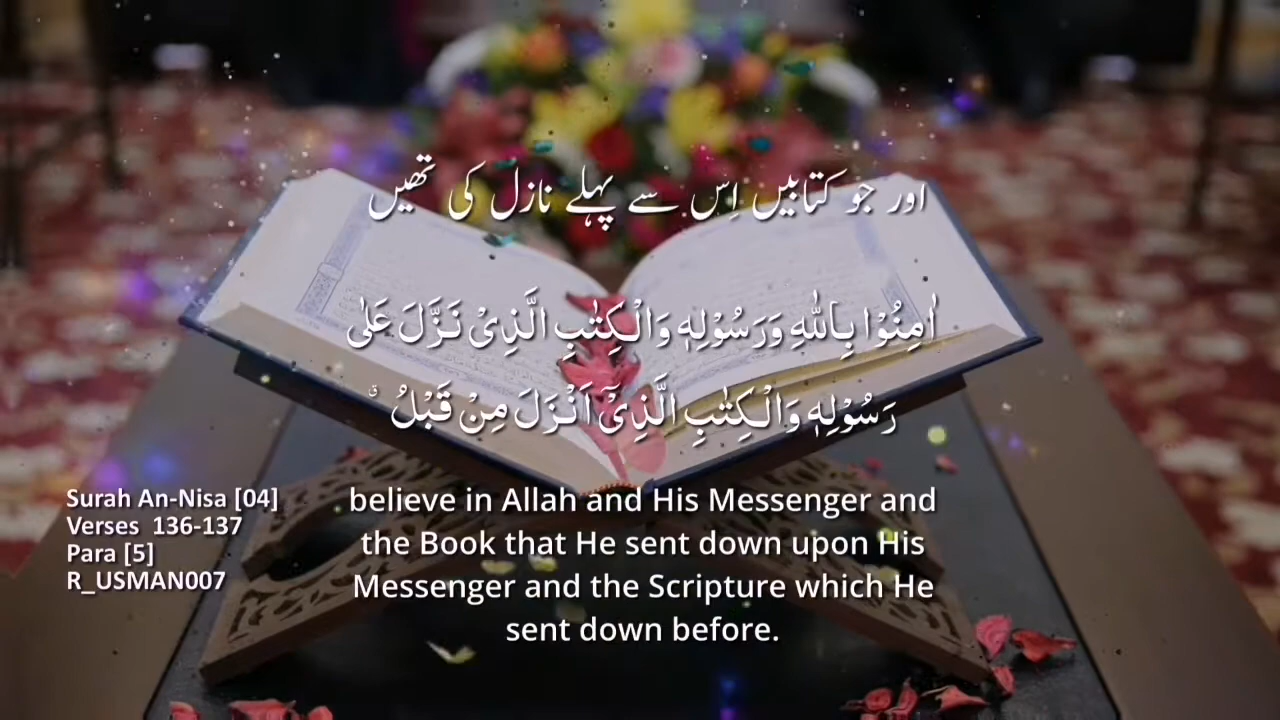 اور جو کتابیں اِس سے پہلے نازل کی تھیں
اٰمِنُوْا بِاللّٰهِ وَرَسُوْلِهٖ وَالْكِتٰبِ الَّذِیْ نَزَّلَ عَلٰی
رَسُوْلِهٖ وَالْكِتٰبِ الَّذِیْۤ اَنْزَلَ مِنْ قَبْلُ ؕ
Surah An-Nisa [04]
Verses 136-137
Para [5]
R_USMAN007
believe in Allah and His Messenger and
the Book that He sent down upon His
Messenger and the Scripture which He
sent down before.